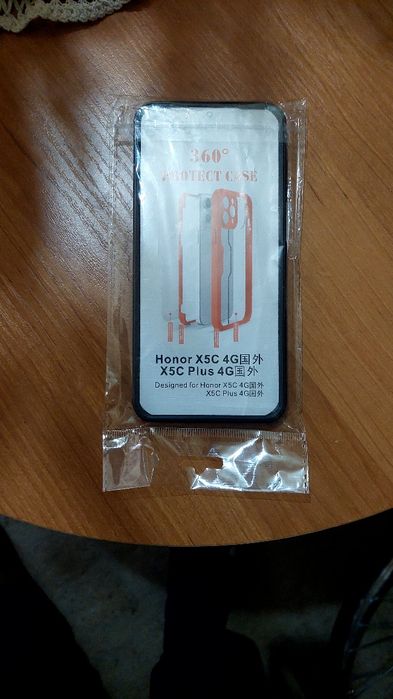 360°
PROTECT CASE
Honor X5C 4G国外
X5C Plus 4G国外
Designed for Honor X5C 4G国外
X5C Plus 4G国外